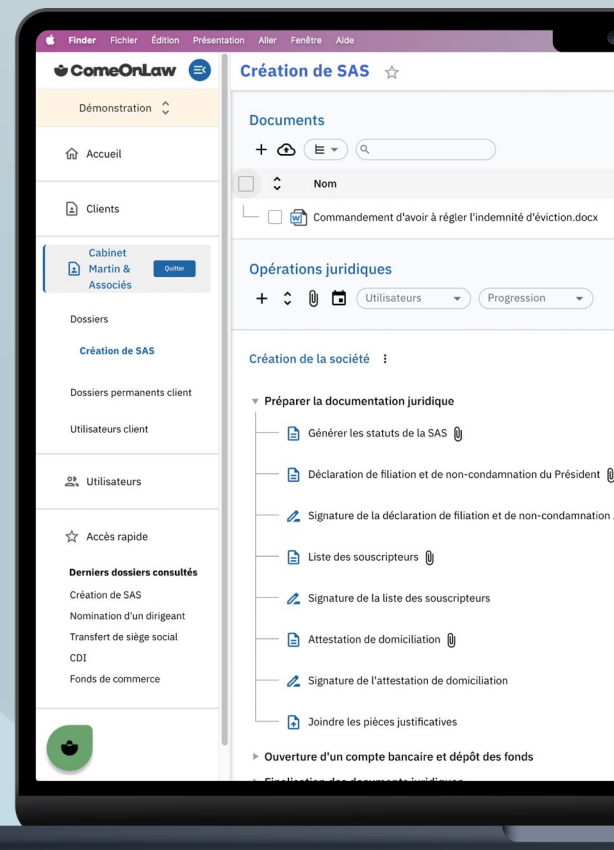 Finder Fichier Édition Présentation Aller Fenêtre Aide
ComeOnLaw
Démonstration
Accueil
Clients
Cabinet
Martin &
Associés
Quitter
Dossiers
Création de SAS
Dossiers permanents client
Utilisateurs client
Utilisateurs
Accès rapide
Derniers dossiers consultés
Création de SAS
Nomination d'un dirigeant
Transfert de siège social
CDI
Fonds de commerce
Création de SAS
Documents
Nom
Commandement d'avoir à régler l'indemnité d'éviction.docx
Opérations juridiques
Utilisateurs Progression
Création de la société
Préparer la documentation juridique
Générer les statuts de la SAS
Déclaration de filiation et de non-condamnation du Président
Signature de la déclaration de filiation et de non-condamnation
Liste des souscripteurs
Signature de la liste des souscripteurs
Attestation de domiciliation
Signature de l'attestation de domiciliation
Joindre les pièces justificatives
Ouverture d'un compte bancaire et dépôt des fonds
Finalisation des documents juridiques